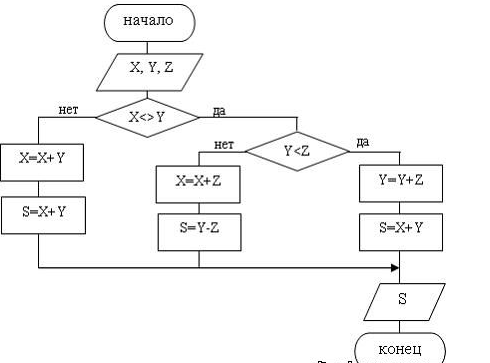 начало
X, Y, Z
нет
X<>Y
да
нет
Y<Z
да
X=X+Y
X=X+Z
Y=Y+Z
S=X+Y
S=Y-Z
S=X+Y
S
конец